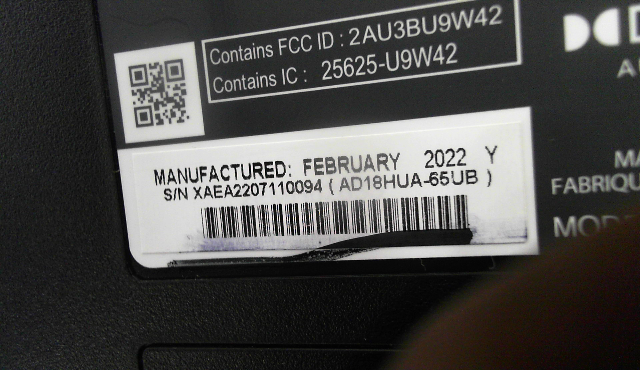 Contains FCC ID : 2AU3BU9W42
Contains IC : 25625-U9W42
MANUFACTURED: FEBRUARY 2022 Y
S/N XAEA2207110094 ( AD18HUA-65UB )